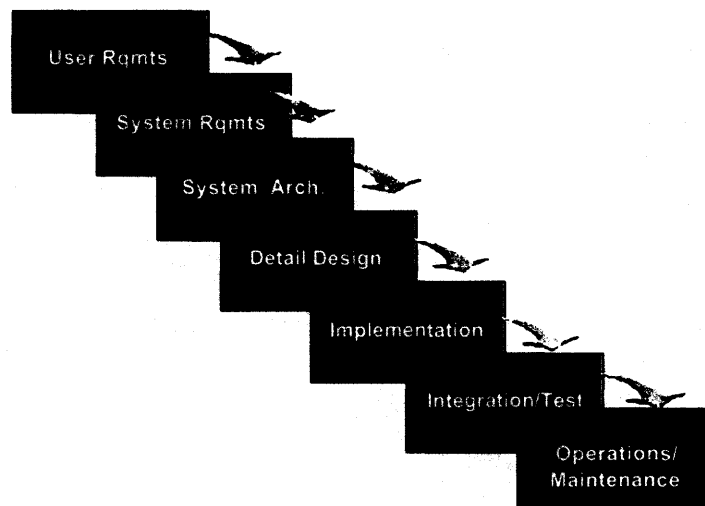 User Rqmts
System Rqmts
System Arch.
Detail Design
Implementation
Integration/Test
Operations/
Maintenance